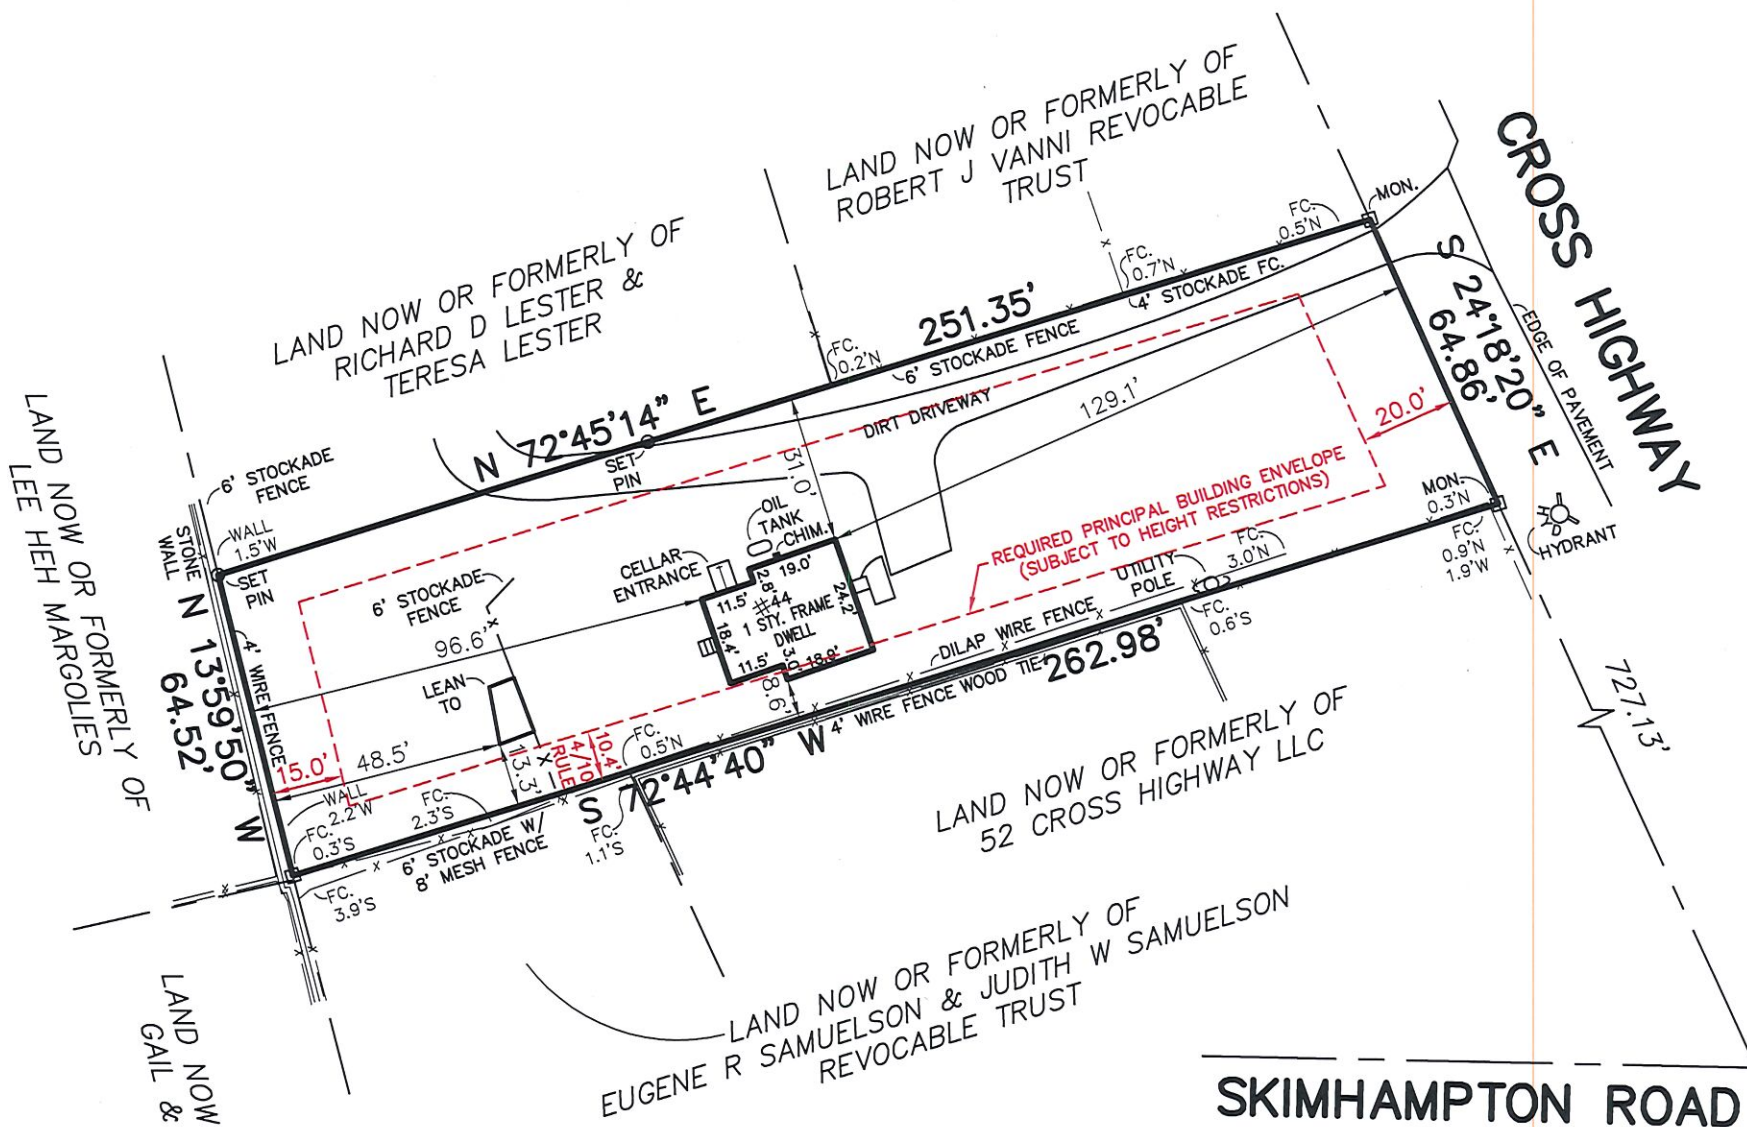 LAND NOW OR FORMERLY OF
ROBERT J VANNI REVOCABLE
TRUST
CROSS HIGHWAY
MON.
FC.
0.5'N
FC.
0.7'N
4' STOCKADE FC.
LAND NOW OR FORMERLY OF
RICHARD D LESTER &
TERESA LESTER
251.35'
6' STOCKADE FENCE
FC.
0.2'N
S 24°18'20" E
64.86'
EDGE OF PAVEMENT
N 72°45'14" E
SET
PIN
DIRT DRIVEWAY
129.1'
20.0'
31.0'
LAND NOW OR FORMERLY OF
LEE HEH MARGOLIES
6' STOCKADE
FENCE
WALL
1.5'W
STONE
WALL
SET
PIN
REQUIRED PRINCIPAL BUILDING ENVELOPE
(SUBJECT TO HEIGHT RESTRICTIONS)
MON.
0.3'N
HYD
HYDRANT
FC.
0.9'N
1.9'W
OIL
TANK
CHIM.
CELLAR
ENTRANCE
UTILITY
POLE
FC.
3.0'N
6' STOCKADE
FENCE
19.0'
2.8'
11.5'
#44
1 STY. FRAME
DWELL
24.2'
18.4'
11.5'
3.0'
18.9'
FC.
0.6'S
N 13°59'50" W
64.52'
4' WIRE FENCE
96.6'
LEAN
TO
8.6'
DILAP WIRE FENCE
4' WIRE FENCE WOOD TIE
262.98'
727.13'
15.0'
48.5'
13.3'
10.4'
4/10
RULE
FC.
0.5'N
S 72°44'40" W
WALL
2.2'W
FC.
2.3'S
FC.
0.3'S
FC.
1.1'S
6' STOCKADE W/
8' MESH FENCE
FC.
3.9'S
LAND NOW OR FORMERLY OF
52 CROSS HIGHWAY LLC
LAND NOW OR FORMERLY OF
EUGENE R SAMUELSON & JUDITH W SAMUELSON
REVOCABLE TRUST
LAND NOW
GAIL &
SKIMHAMPTON ROAD